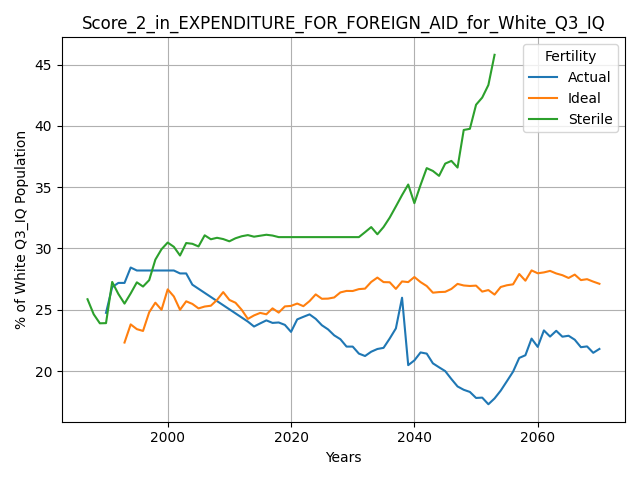 Score_2_in_EXPENDITURE_FOR_FOREIGN_AID_for_White_Q3_IQ
Fertility
Actual
Ideal
Sterile
% of White Q3_IQ Population
45
40
35
30
25
20
2000
2020
2040
2060
Years